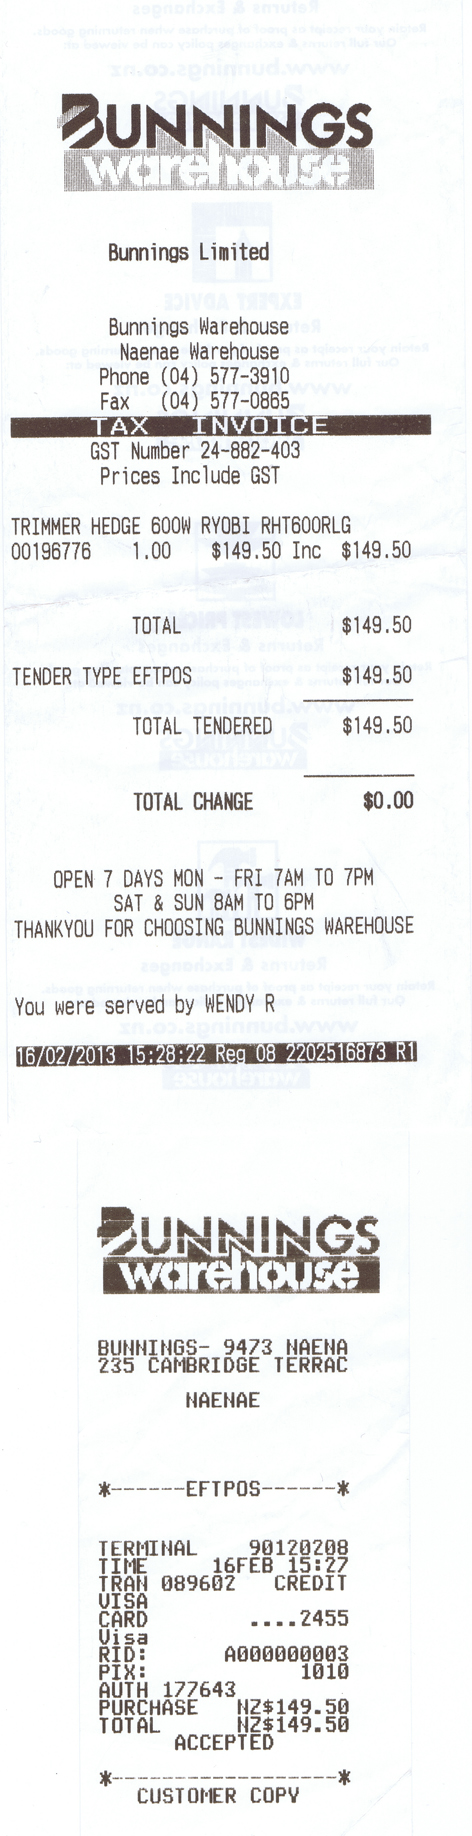 BUNNINGS
warehouse
Bunnings Limited
Bunnings Warehouse
Naenae Warehouse
Phone (04) 577-3910
Fax (04) 577-0865
TAX INVOICE
GST Number 24-882-403
Prices Include GST
TRIMMER HEDGE 600W RYOBI RHT600RLG
00196776 1.00 $149.50 Inc $149.50
TOTAL $149.50
TENDER TYPE EFTPOS $149.50
TOTAL TENDERED $149.50
TOTAL CHANGE $0.00
OPEN 7 DAYS MON - FRI 7AM TO 7PM
SAT & SUN 8AM TO 6PM
THANKYOU FOR CHOOSING BUNNINGS WAREHOUSE
You were served by WENDY R
16/02/2013 15:28:22 Reg 08 2202516873 R1
BUNNINGS
warehouse
BUNNINGS- 9473 NAENA
235 CAMBRIDGE TERRAC
NAENAE
*------EFTPOS------*
TERMINAL 90120208
TIME 16FEB 15:27
TRAN 089602 CREDIT
VISA
CARD ....2455
Visa
RID: A000000003
PIX: 1010
AUTH 177643
PURCHASE NZ$149.50
TOTAL NZ$149.50
ACCEPTED
*------------------*
CUSTOMER COPY